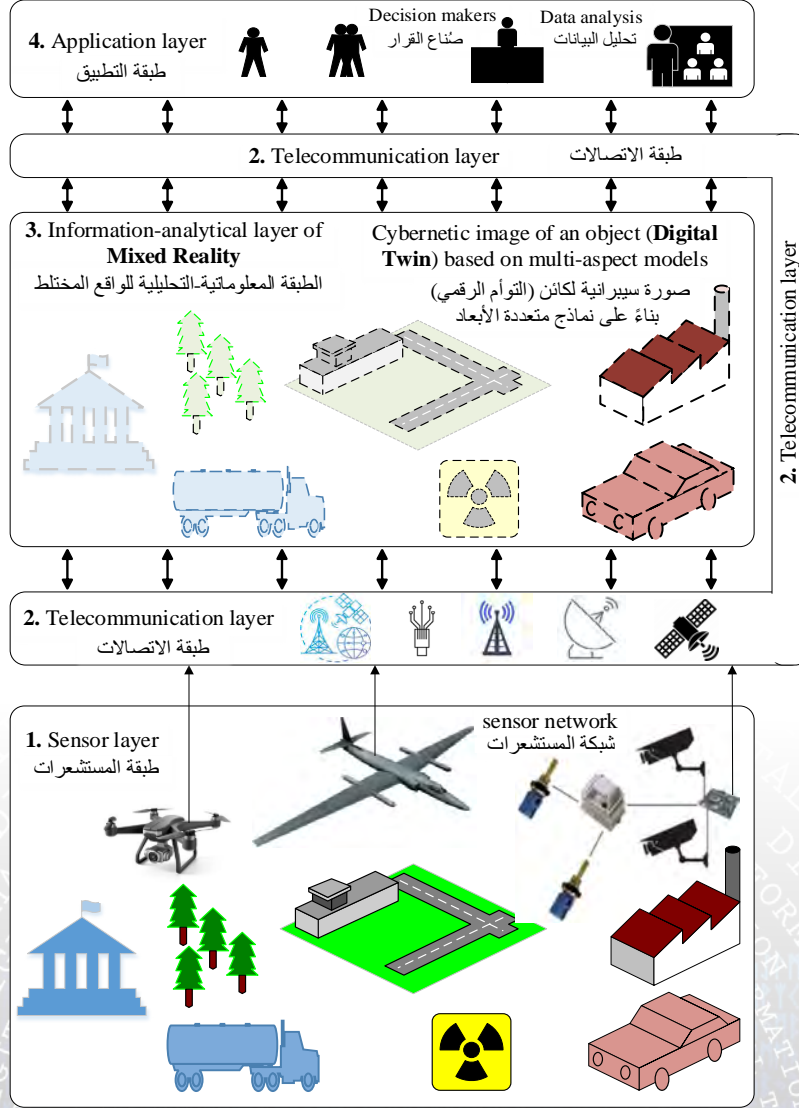 4. Application layer
طبقة التطبيق
Decision makers
صُناع القرار
Data analysis
تحليل البيانات
2. Telecommunication layer
طبقة الاتصالات
3. Information-analytical layer of
Mixed Reality
الطبقة المعلوماتية-التحليلية للواقع المختلط
Cybernetic image of an object (Digital
Twin) based on multi-aspect models
صورة سيبرانية لكائن (التوأم الرقمي)
بناءً على نماذج متعددة الأبعاد
2. Telecommunication layer
2. Telecommunication layer
طبقة الاتصالات
1. Sensor layer
طبقة المستشعرات
sensor network
شبكة المستشعرات